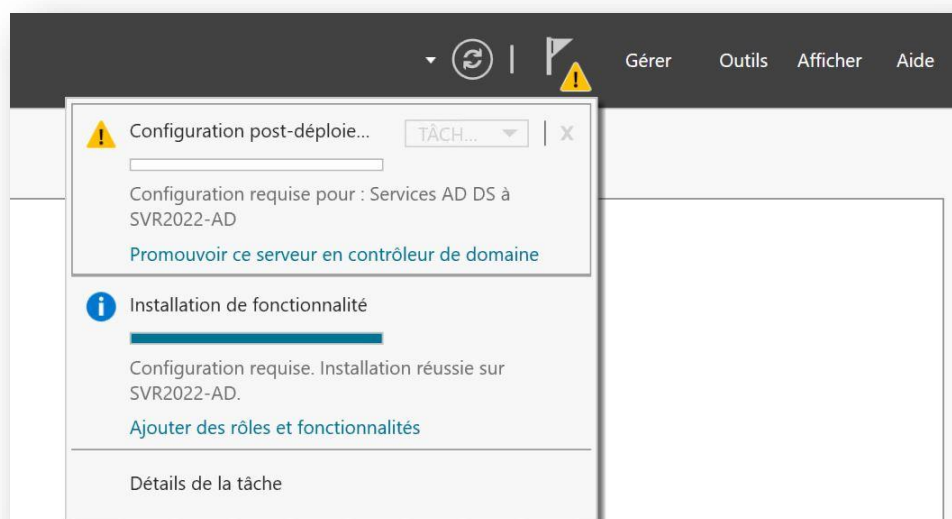 Gérer Outils Afficher Aide
Configuration post-déploie... TÂCH... X
Configuration requise pour : Services AD DS à
SVR2022-AD
Promouvoir ce serveur en contrôleur de domaine
Installation de fonctionnalité
Configuration requise. Installation réussie sur
SVR2022-AD.
Ajouter des rôles et fonctionnalités
Détails de la tâche